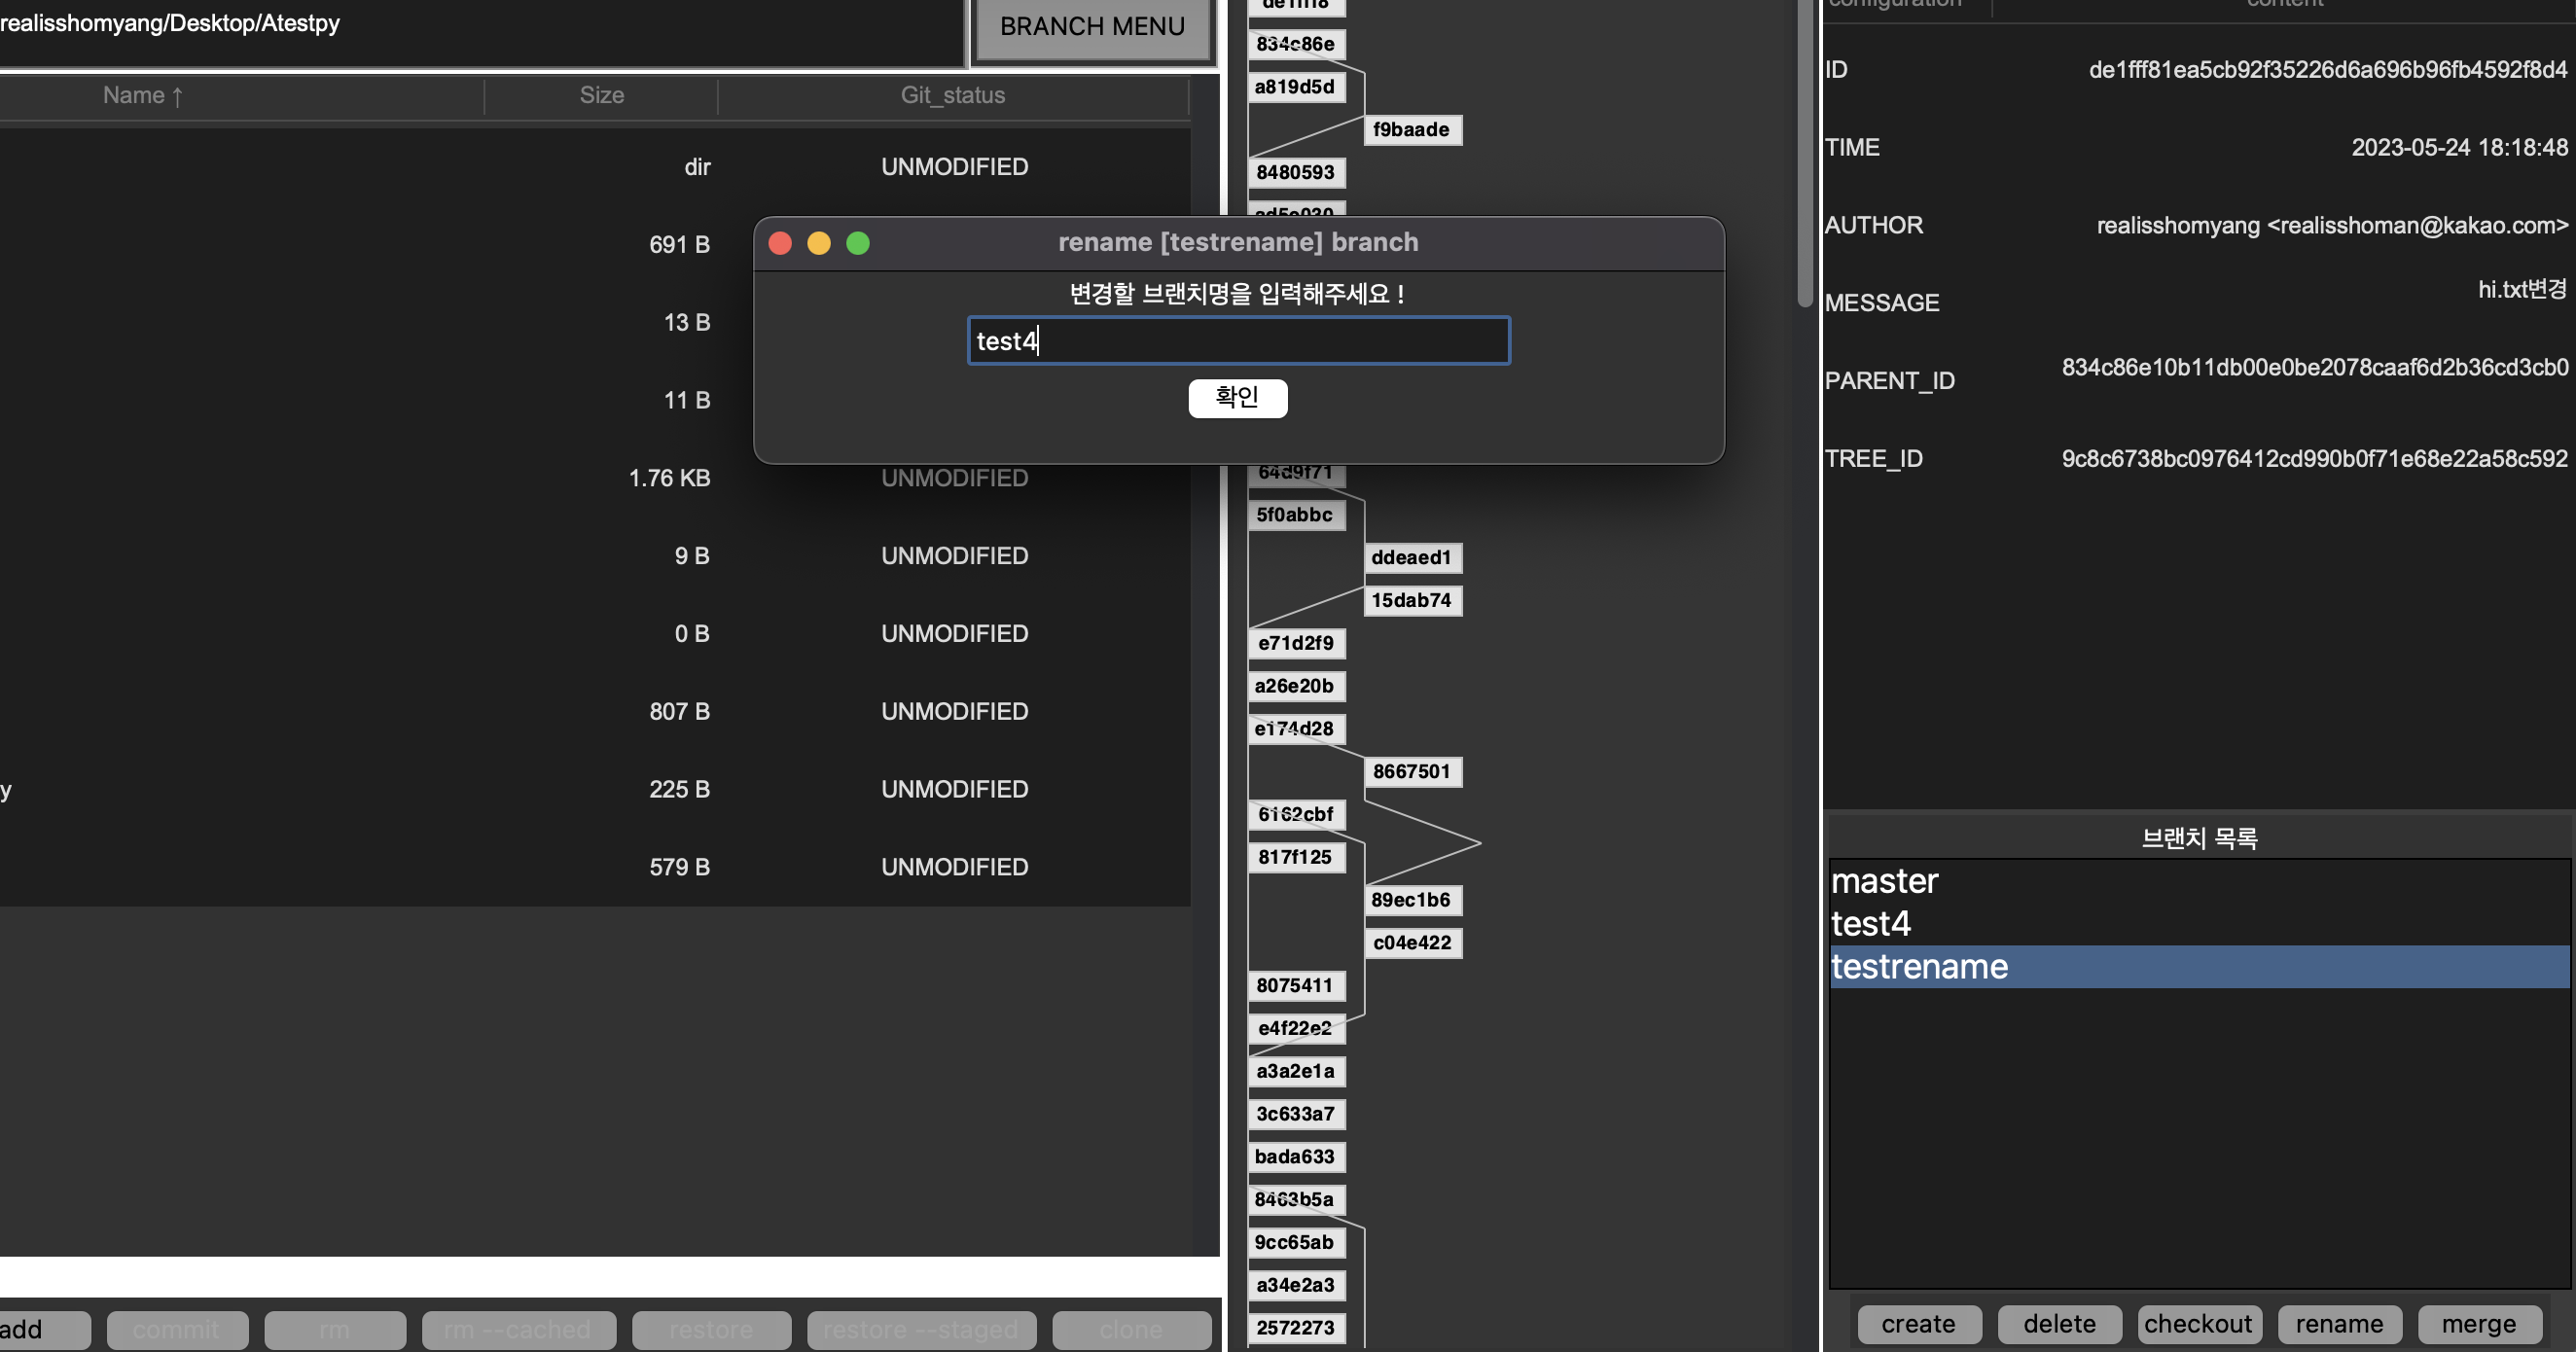 realisshomyang/Desktop/Atestpy
BRANCH MENU
Name ↑ Size Git_status
dir UNMODIFIED
691 B
13 B
11 B
1.76 KB UNMODIFIED
9 B UNMODIFIED
0 B UNMODIFIED
807 B UNMODIFIED
y 225 B UNMODIFIED
579 B UNMODIFIED
add commit rm rm --cached restore restore --staged clone
rename [testrename] branch
변경할 브랜치명을 입력해주세요 !
test4
확인
de1fff8
834c86e
a819d5d
f9baade
8480593
64d9f71
5f0abbc
ddeaed1
15dab74
e71d2f9
a26e20b
8667501
817f125
89ec1b6
c04e422
8075411
e4f22e2
a3a2e1a
3c633a7
bada633
8463b5a
9cc65ab
a34e2a3
2572273
configuration content
ID de1fff81ea5cb92f35226d6a696b96fb4592f8d4
TIME 2023-05-24 18:18:48
AUTHOR realisshomyang <realisshoman@kakao.com>
MESSAGE hi.txt변경
PARENT_ID 834c86e10b11db00e0be2078caaf6d2b36cd3cb0
TREE_ID 9c8c6738bc0976412cd990b0f71e68e22a58c592
브랜치 목록
master
test4
testrename
create delete checkout rename merge